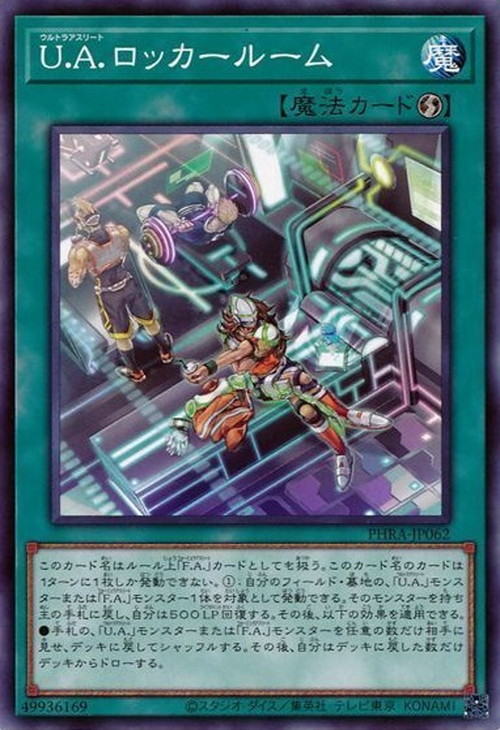 ウルトラアスリート
U.A.ロッカールーム
魔
【魔法カード】
PHRA-JP062
このカード名はルール上「F.A.」カードとしても扱う。このカード名のカードは
1ターンに1枚しか発動できない。①:自分のフィールド・墓地の、「U.A.」モンス
ターまたは「F.A.」モンスター1体を対象として発動できる。そのモンスターを持ち
主の手札に戻し、自分は500LP回復する。その後、以下の効果を適用できる。
●手札の、「U.A.」モンスターまたは「F.A.」モンスターを任意の数だけ相手に
見せ、デッキに戻してシャッフルする。その後、自分はデッキに戻した数だけ
デッキからドローする。
49936169
©スタジオ・ダイス/集英社 テレビ東京 KONAMI